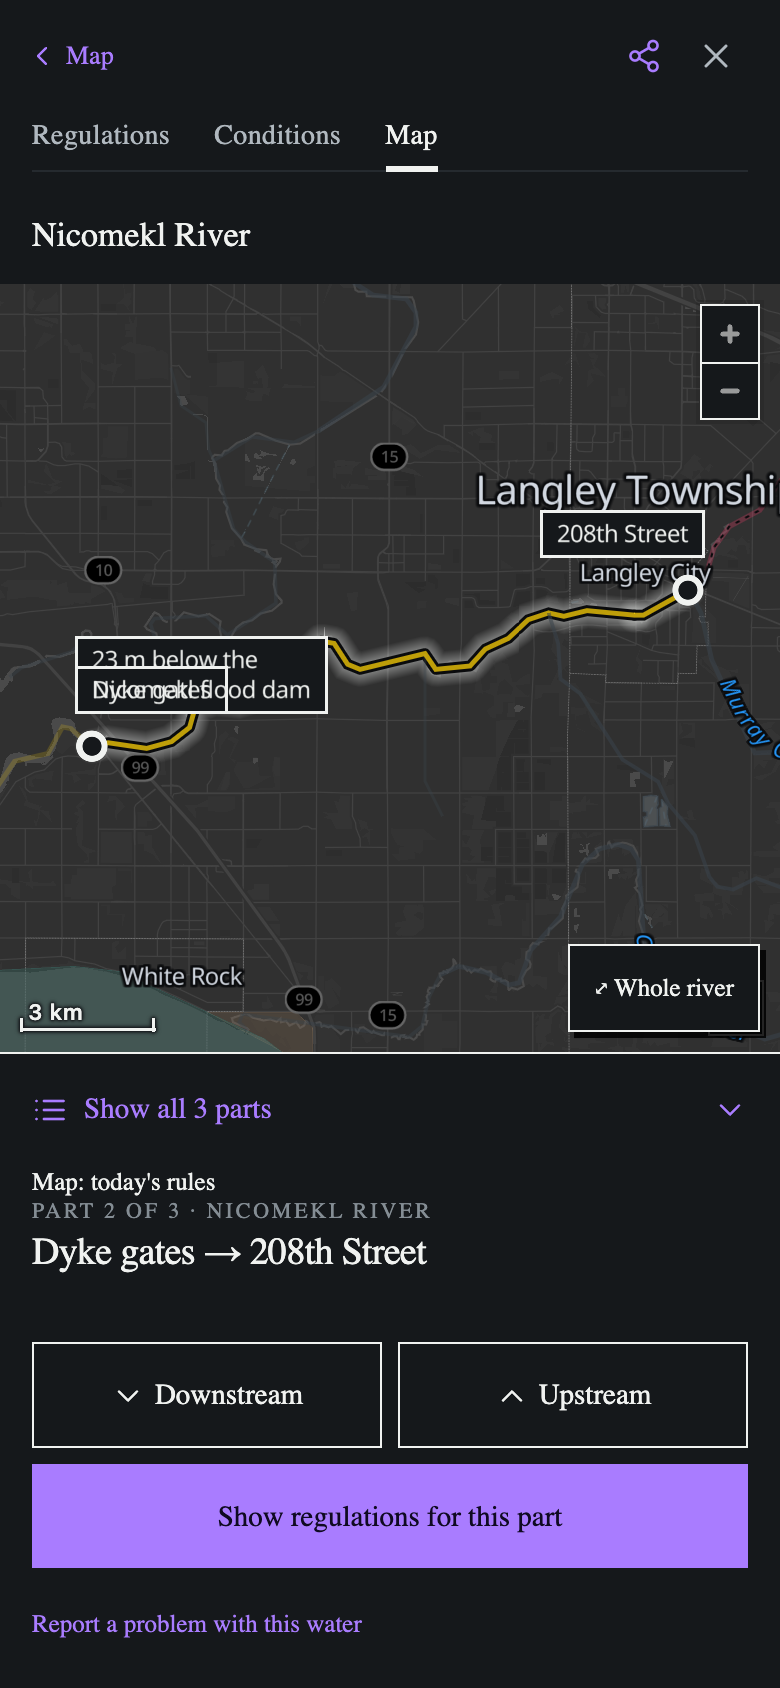 Map
Regulations
Conditions
Map
Nicomekl River
15
Langley Township
208th Street
10
Langley City
23 m below the
Nicomekl flood dam
Dyke gates
99
Murray
White Rock
99
15
3 km
Whole river
Show all 3 parts
Map: today's rules
PART 2 OF 3 · NICOMEKL RIVER
Dyke gates → 208th Street
Downstream
Upstream
Show regulations for this part
Report a problem with this water